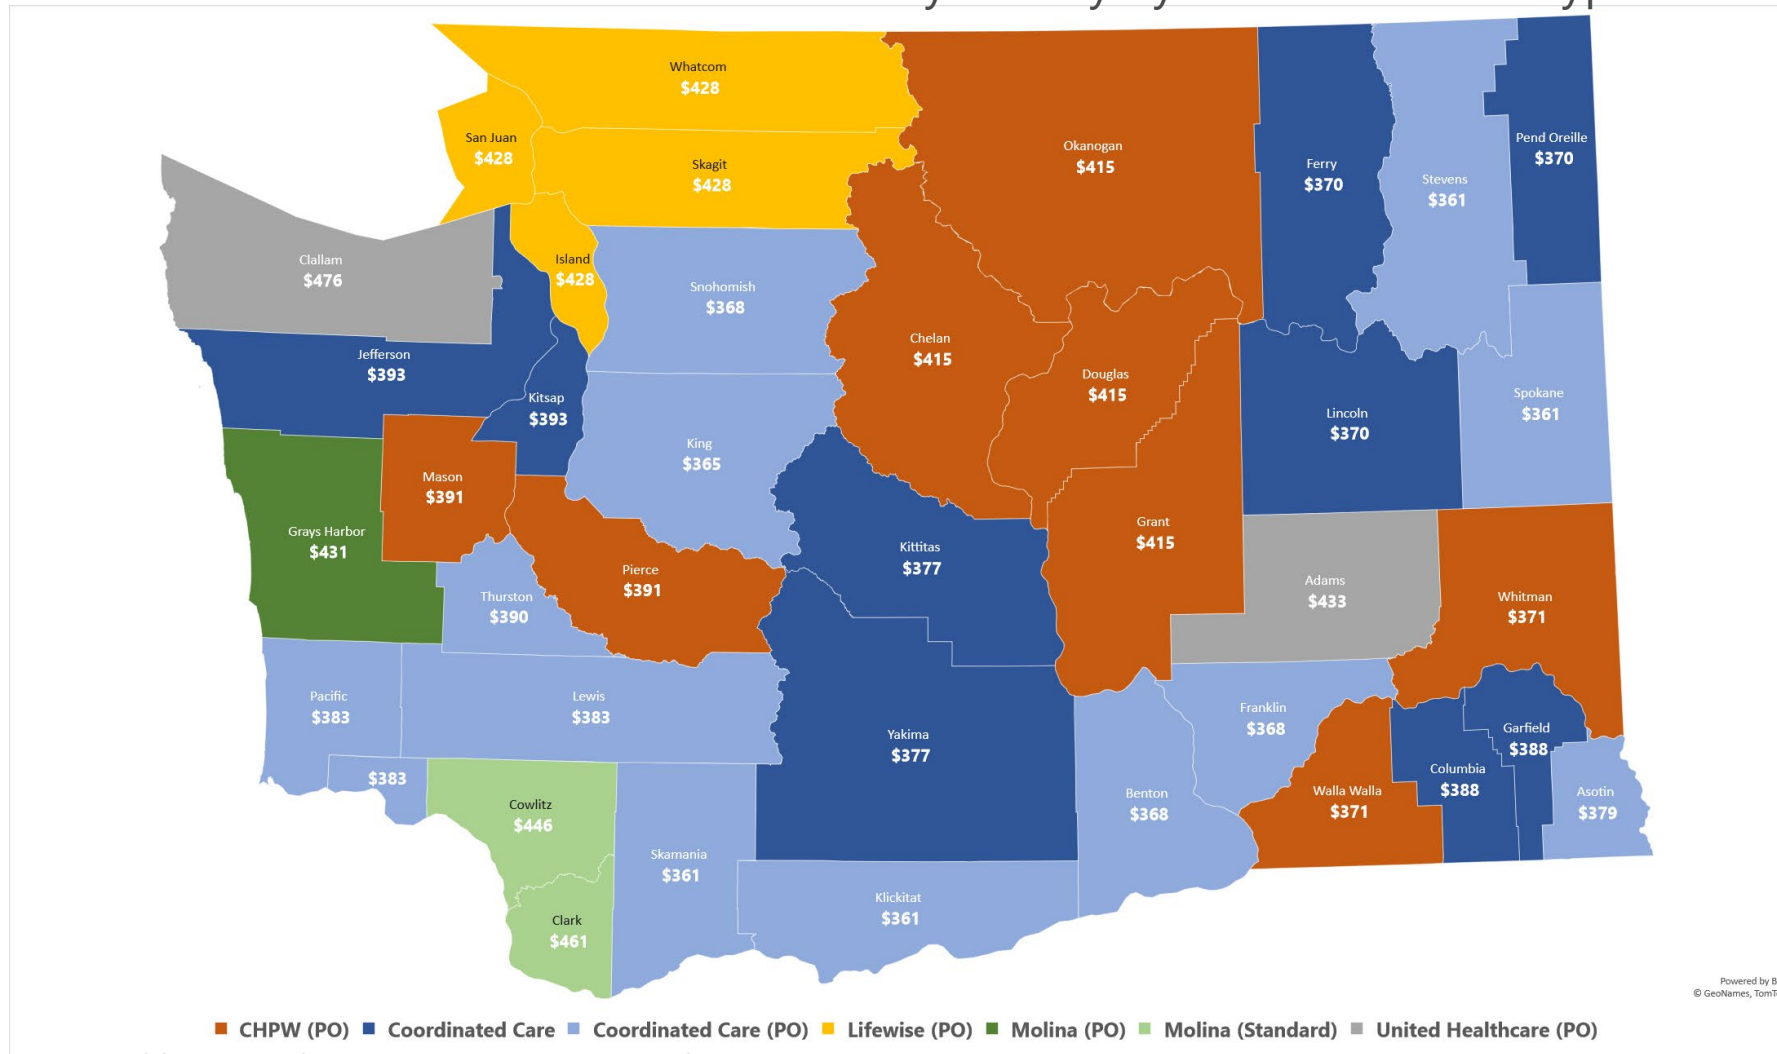 Whatcom
$428
San Juan
$428
Skagit
$428
Okanogan
$415
Ferry
$370
Stevens
$361
Pend Oreille
$370
Clallam
$476
Island
$428
Snohomish
$368
Chelan
$415
Douglas
$415
Jefferson
$393
Kitsap
$393
King
$365
Lincoln
$370
Spokane
$361
Mason
$391
Grays Harbor
$431
Grant
$415
Kittitas
$377
Pierce
$391
Thurston
$390
Adams
$433
Whitman
$371
Pacific
$383
Lewis
$383
Yakima
$377
Franklin
$368
Garfield
$388
Columbia
$388
$383
Cowlitz
$446
Benton
$368
Walla Walla
$371
Asotin
$379
Skamania
$361
Clark
$461
Klickitat
$361
Powered by B
© GeoNames, TomT
CHPW (PO) Coordinated Care Coordinated Care (PO) Lifewise (PO) Molina (PO) Molina (Standard) United Healthcare (PO)